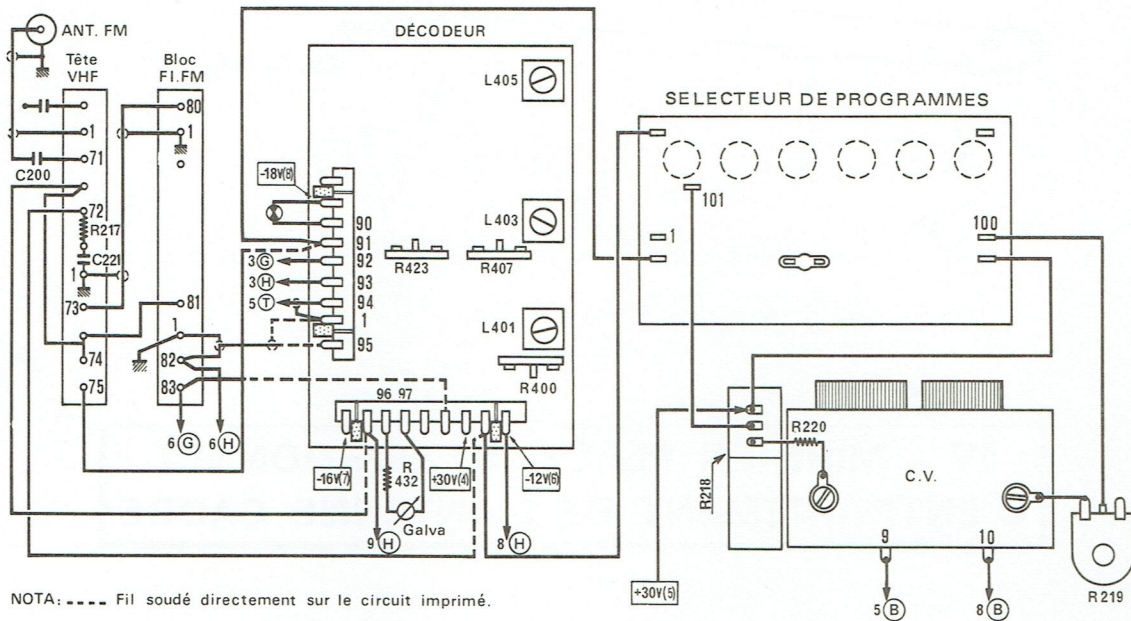 ANT. FM
DÉCODEUR
Tête
VHF
Bloc
FI.FM
L405
SELECTEUR DE PROGRAMMES
80
1
1
71
C200
-18V(8)
101
72
R217
90
L403
1
100
91
C221
3 G
92
R423
R407
1
3 H
93
73
81
5 T
94
1
1
L401
74
82
95
R400
75
83
96 97
R220
6 G
6 H
R218
C.V.
-16V(7)
R
432
+30V(4)
-12V(6)
Galva
9
10
9 H
8 H
+30V(5)
R219
5 B
8 B
NOTA: ---- Fil soudé directement sur le circuit imprimé.